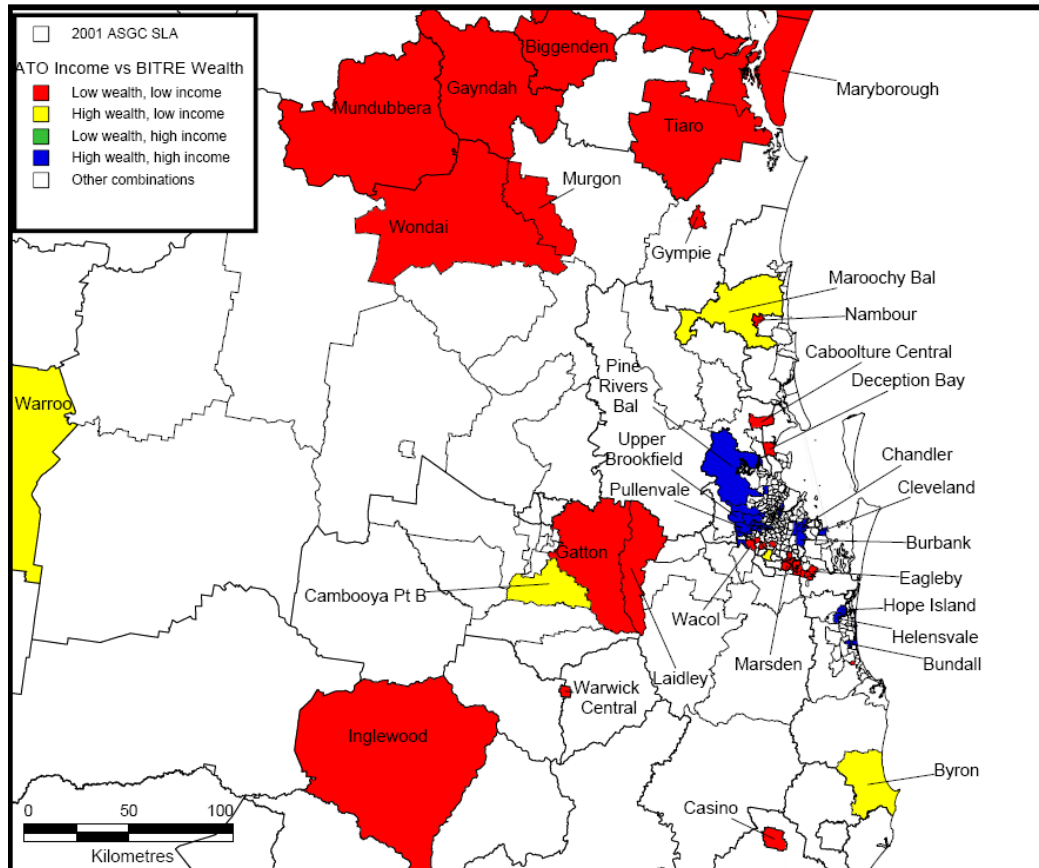 2001 ASGC SLA
ATO Income vs BITRE Wealth
Low wealth, low income
High wealth, low income
Low wealth, high income
High wealth, high income
Other combinations
Biggenden
Gayndah
Mundubbera
Maryborough
Tiaro
Murgon
Wondai
Gympie
Maroochy Bal
Nambour
Caboolture Central
Deception Bay
Pine
Rivers
Bal
Warroo
Upper
Brookfield
Chandler
Pullenvale
Cleveland
Burbank
Gatton
Eagleby
Cambooya Pt B
Hope Island
Wacol
Helensvale
Marsden
Bundall
Laidley
Warwick
Central
Inglewood
Byron
Casino
0 50 100
Kilometres